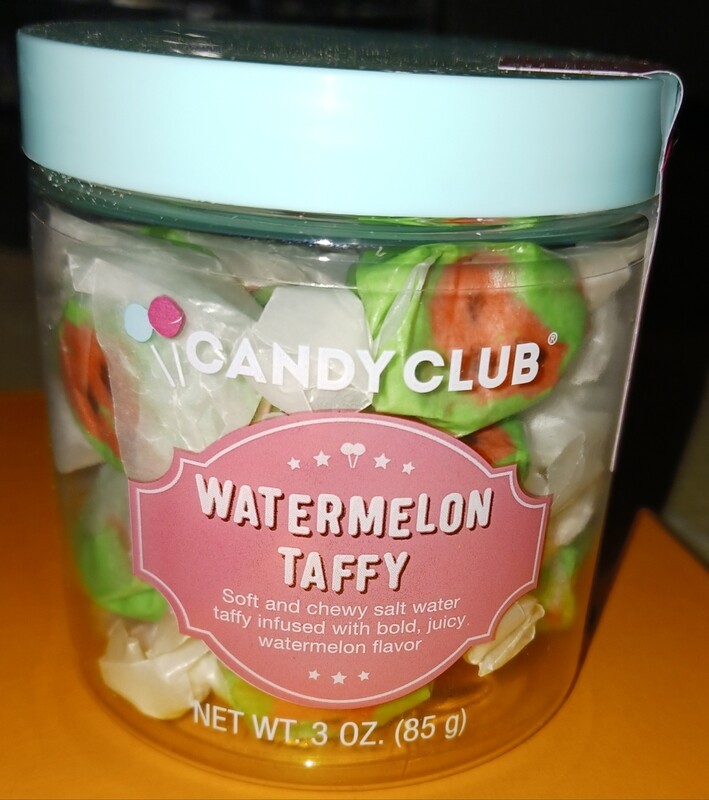 CANDY CLUB®
WATERMELON
TAFFY
Soft and chewy salt water
taffy infused with bold, juicy
watermelon flavor
NET WT. 3 OZ. (85 g)